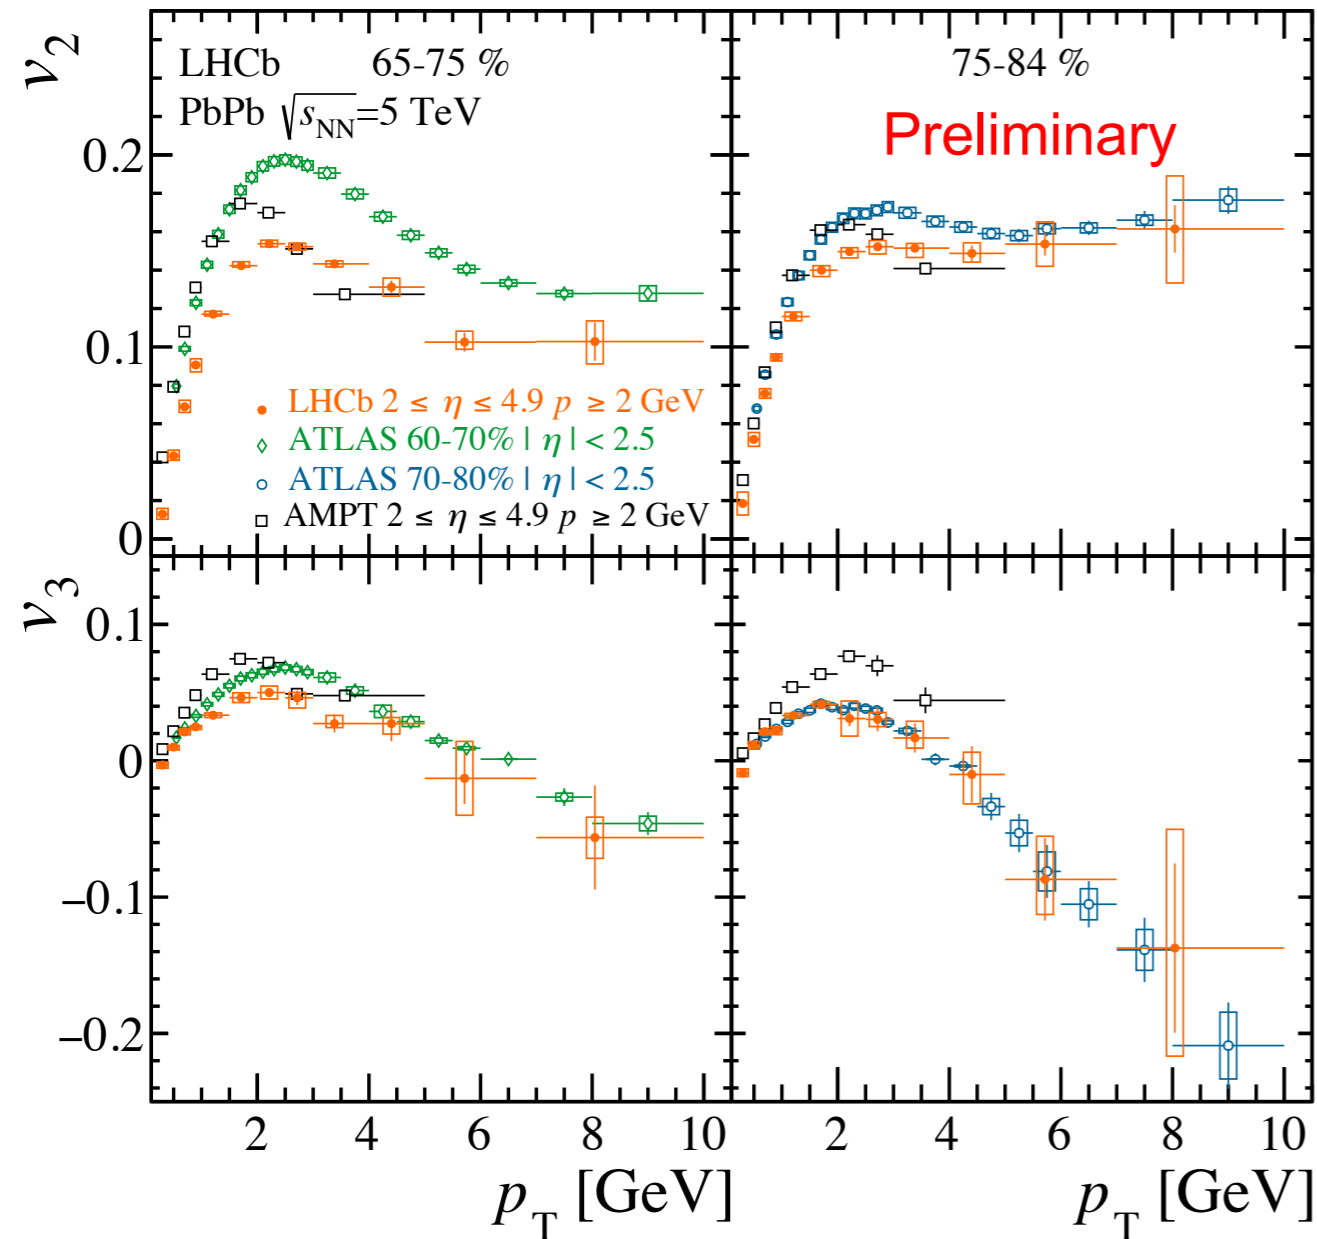 LHCb 65-75 %
PbPb √sNN=5 TeV
75-84 %
Preliminary
v2
0.2
0.1
0
LHCb 2 ≤ η ≤ 4.9 p ≥ 2 GeV
ATLAS 60-70% | η | < 2.5
ATLAS 70-80% | η | < 2.5
AMPT 2 ≤ η ≤ 4.9 p ≥ 2 GeV
v3
0.1
0
−0.1
−0.2
2 4 6 8 10
2 4 6 8 10
pT [GeV]
pT [GeV]